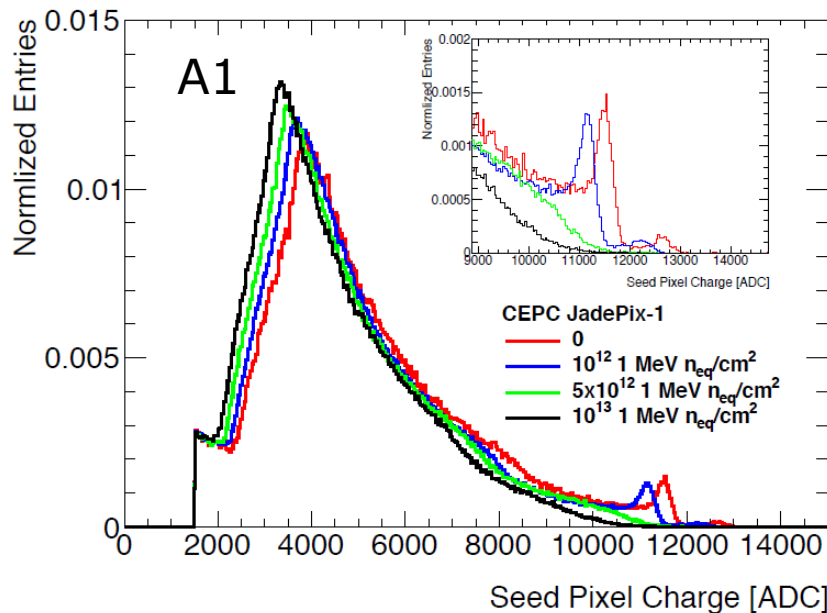 A1
Normlized Entries
0.015
0.01
0.005
0
0 2000 4000 6000 8000 10000 12000 14000
Seed Pixel Charge [ADC]
Normlized Entries
0.002
0.0015
0.001
0.0005
0
9000 10000 11000 12000 13000 14000
Seed Pixel Charge [ADC]
CEPC JadePix-1
0
10¹² 1 MeV nₑq/cm²
5x10¹² 1 MeV nₑq/cm²
10¹³ 1 MeV nₑq/cm²